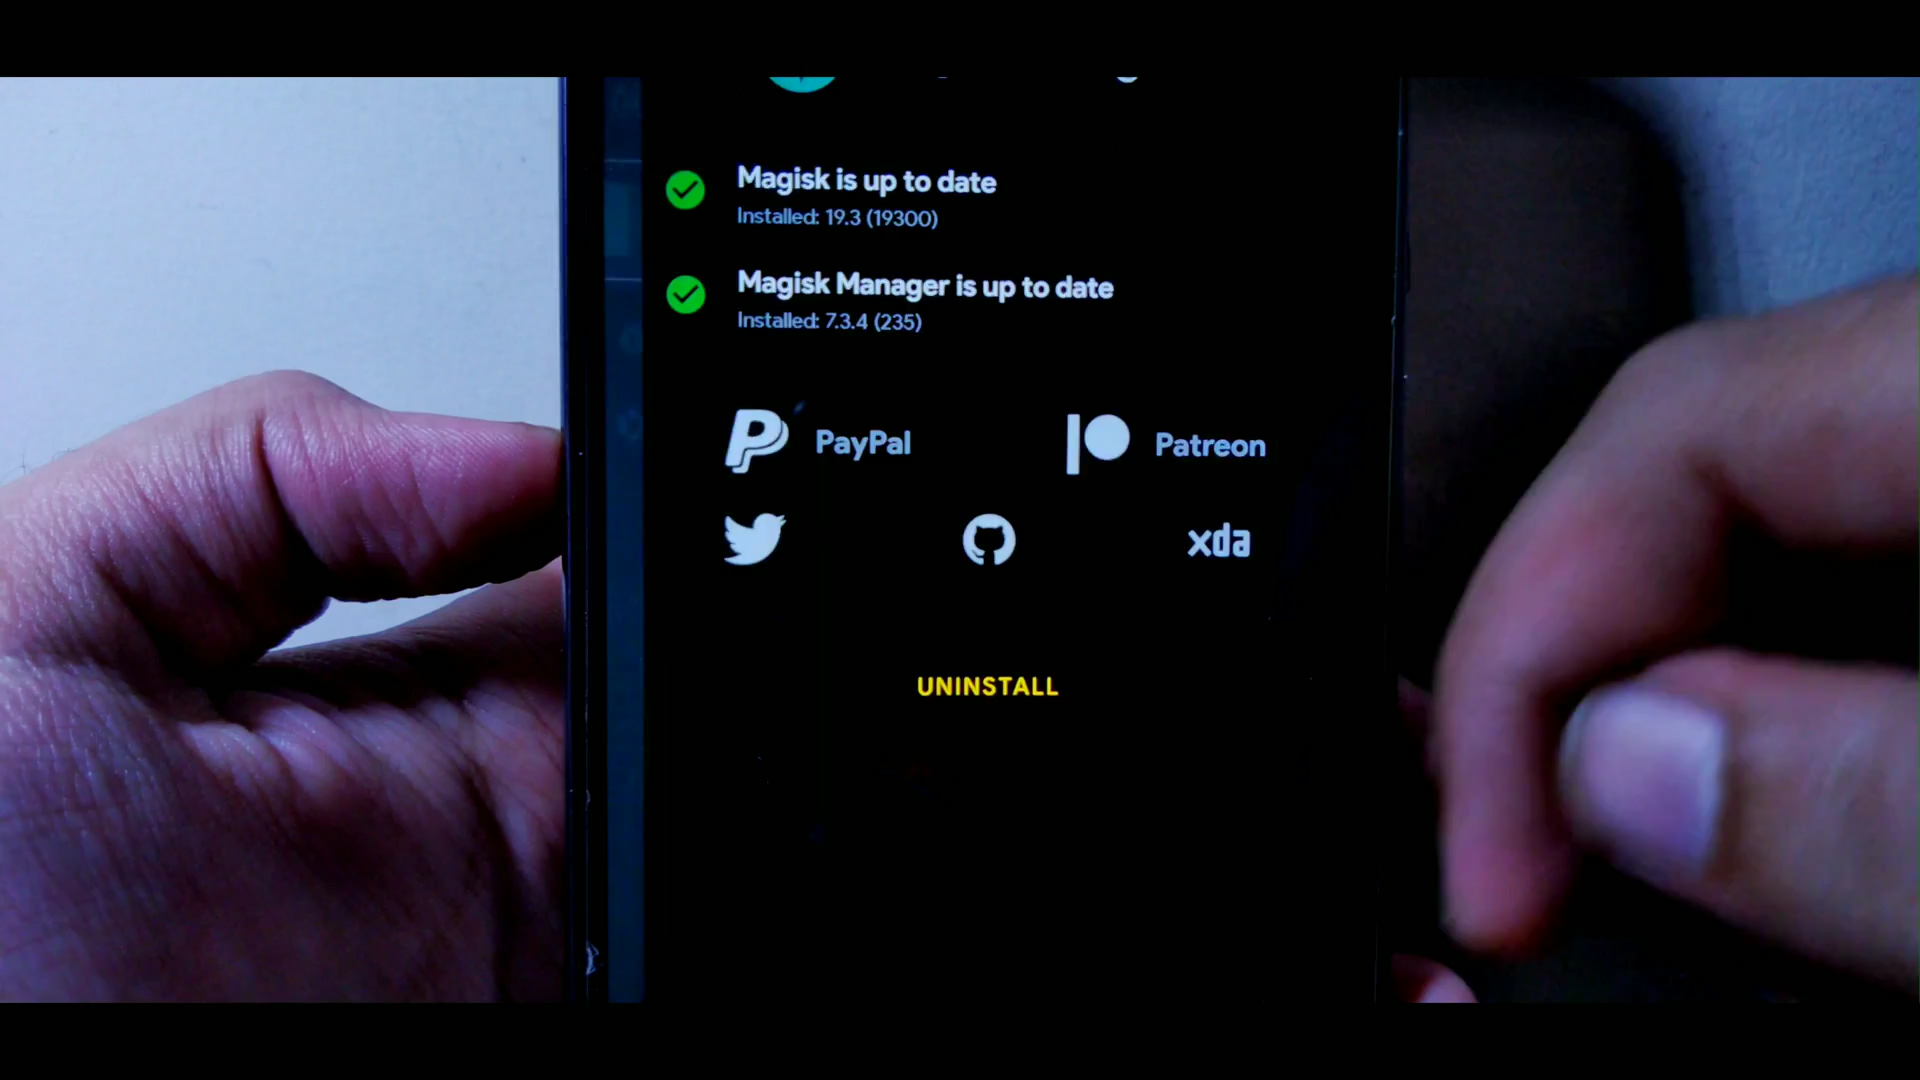 Magisk is up to date
Installed: 19.3 (19300)
Magisk Manager is up to date
Installed: 7.3.4 (235)
PayPal
Patreon
xda
UNINSTALL